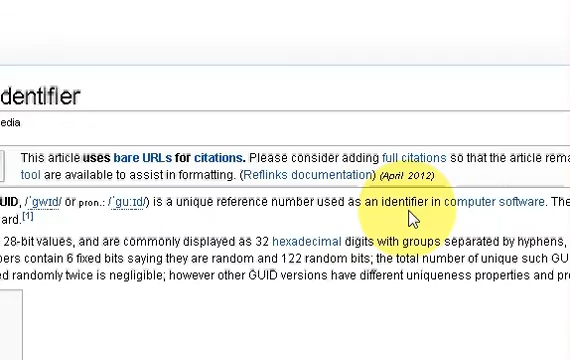 dentifier
edia
This article uses bare URLs for citations. Please consider adding full citations so that the article rema
tool are available to assist in formatting. (Reflinks documentation) (April 2012)
UID, /ˈɡwɪd/ or pron.: /ˈɡuːɪd/) is a unique reference number used as an identifier in computer software. The
ard.[1]
28-bit values, and are commonly displayed as 32 hexadecimal digits with groups separated by hyphens,
bers contain 6 fixed bits saying they are random and 122 random bits; the total number of unique such GU
ed randomly twice is negligible; however other GUID versions have different uniqueness properties and pro